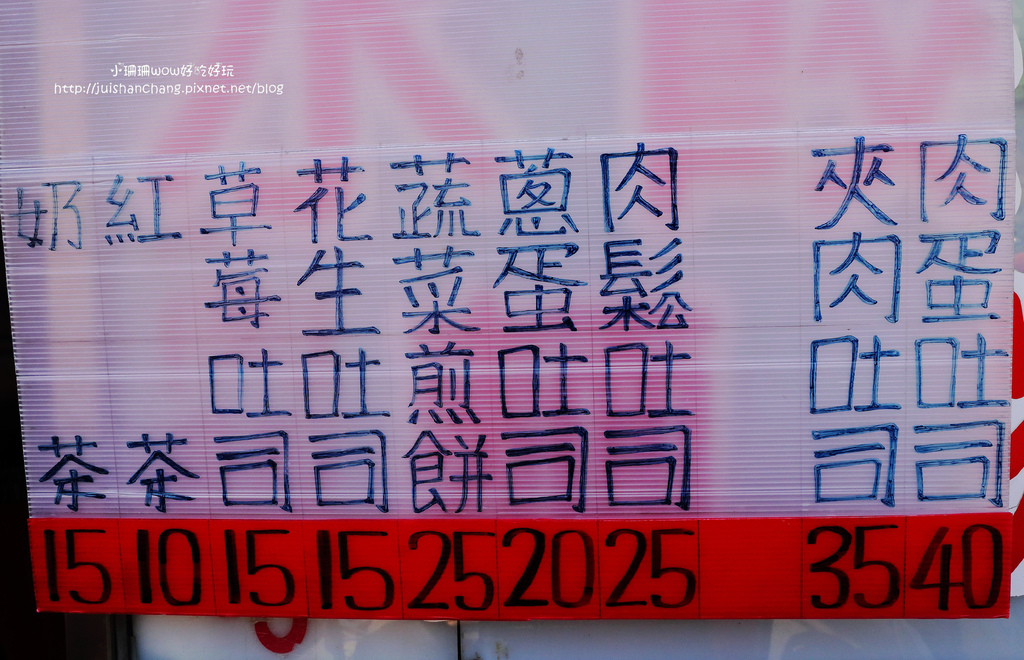 小珊珊wow好吃好玩
http://juishanchang.pixnet.net/blog
肉蛋吐司
40
夾肉吐司
35
肉鬆吐司
25
蔥蛋吐司
20
蔬菜煎餅
25
花生吐司
15
草莓吐司
15
紅茶
10
奶茶
15